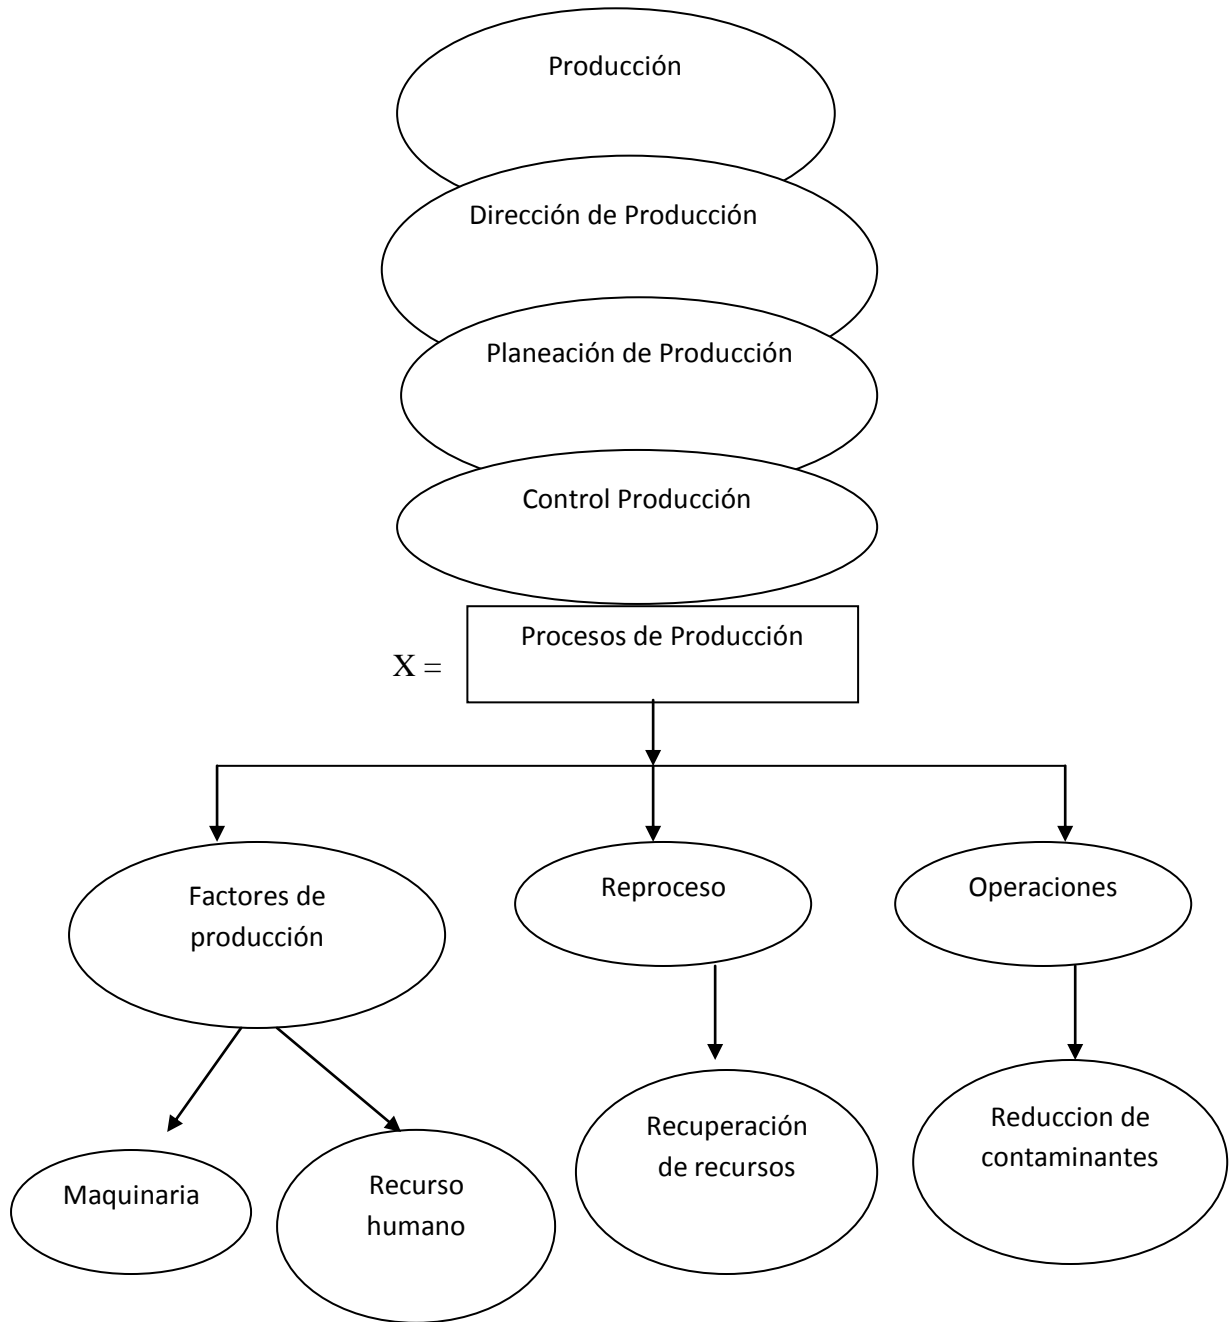 Producción
Dirección de Producción
Planeación de Producción
Control Producción
Procesos de Producción
X =
Factores de
producción
Reproceso
Operaciones
Maquinaria
Recurso
humano
Recuperación
de recursos
Reduccion de
contaminantes